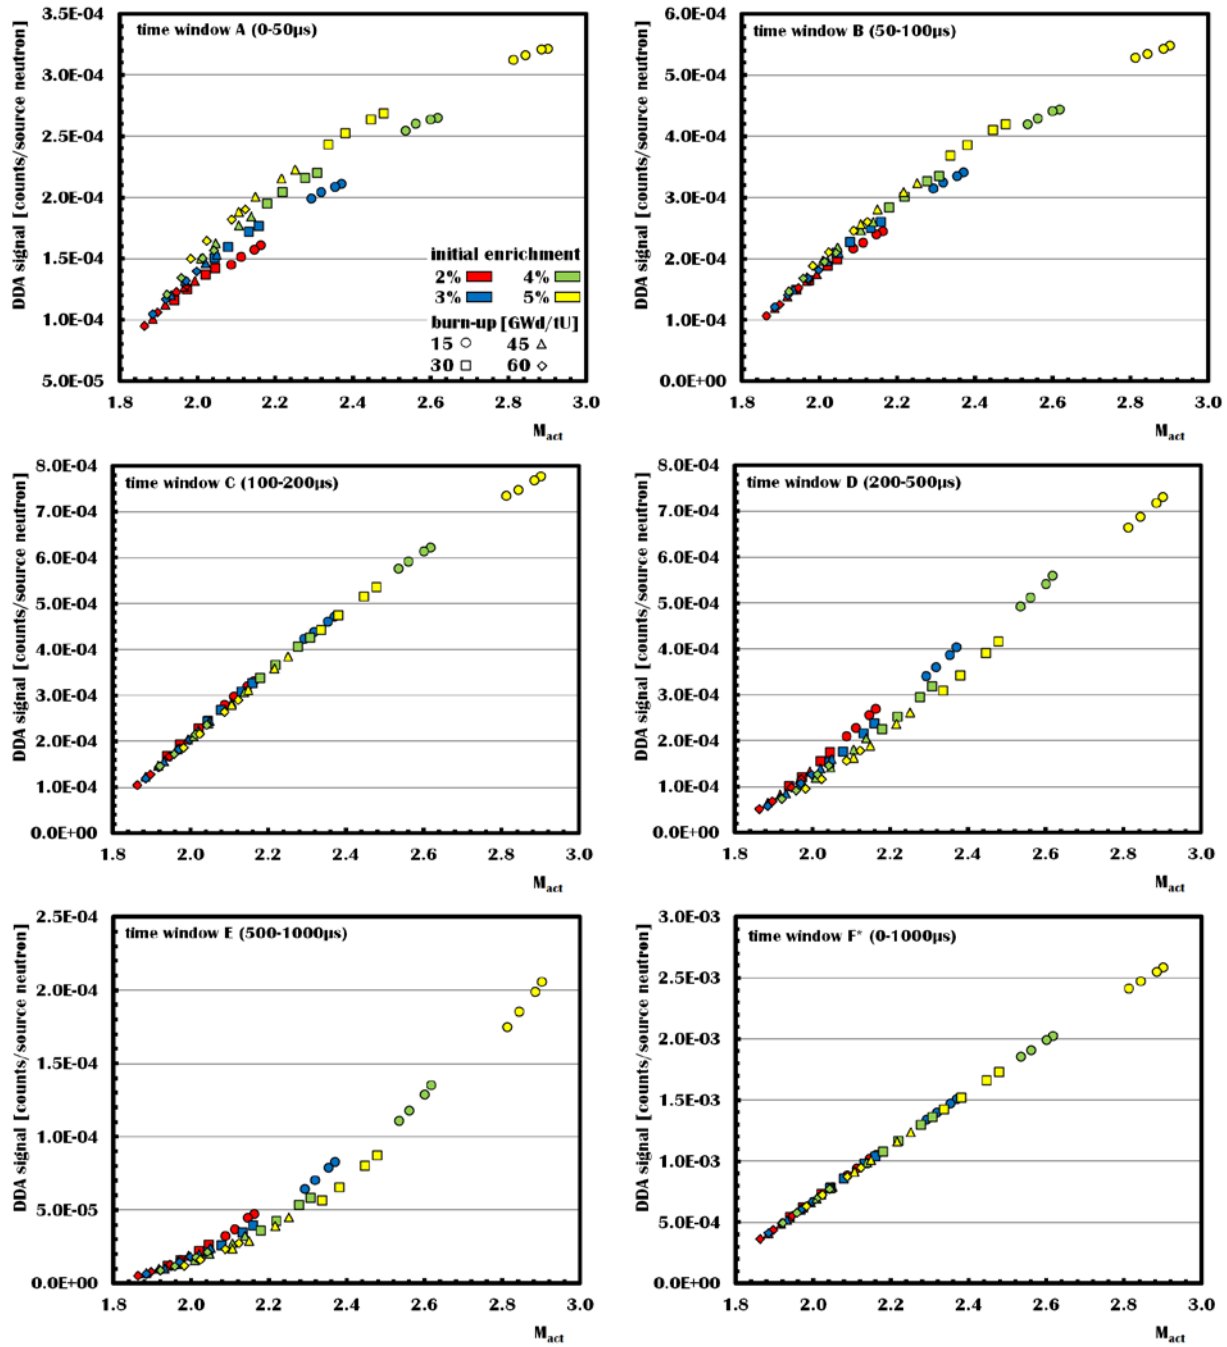 time window A (0-50µs)
DDA signal [counts/source neutron]
3.5E-04
3.0E-04
2.5E-04
2.0E-04
1.5E-04
1.0E-04
5.0E-05
initial enrichment
2% 4%
3% 5%
burn-up [GWd/tU]
15 45
30 60
1.8 2.0 2.2 2.4 2.6 2.8 3.0
Mact
time window B (50-100µs)
DDA signal [counts/source neutron]
6.0E-04
5.0E-04
4.0E-04
3.0E-04
2.0E-04
1.0E-04
0.0E+00
1.8 2.0 2.2 2.4 2.6 2.8 3.0
Mact
time window C (100-200µs)
DDA signal [counts/source neutron]
8.0E-04
7.0E-04
6.0E-04
5.0E-04
4.0E-04
3.0E-04
2.0E-04
1.0E-04
0.0E+00
1.8 2.0 2.2 2.4 2.6 2.8 3.0
Mact
time window D (200-500µs)
DDA signal [counts/source neutron]
8.0E-04
7.0E-04
6.0E-04
5.0E-04
4.0E-04
3.0E-04
2.0E-04
1.0E-04
0.0E+00
1.8 2.0 2.2 2.4 2.6 2.8 3.0
Mact
time window E (500-1000µs)
DDA signal [counts/source neutron]
2.5E-04
2.0E-04
1.5E-04
1.0E-04
5.0E-05
0.0E+00
1.8 2.0 2.2 2.4 2.6 2.8 3.0
Mact
time window F* (0-1000µs)
DDA signal [counts/source neutron]
3.0E-03
2.5E-03
2.0E-03
1.5E-03
1.0E-03
5.0E-04
0.0E+00
1.8 2.0 2.2 2.4 2.6 2.8 3.0
Mact